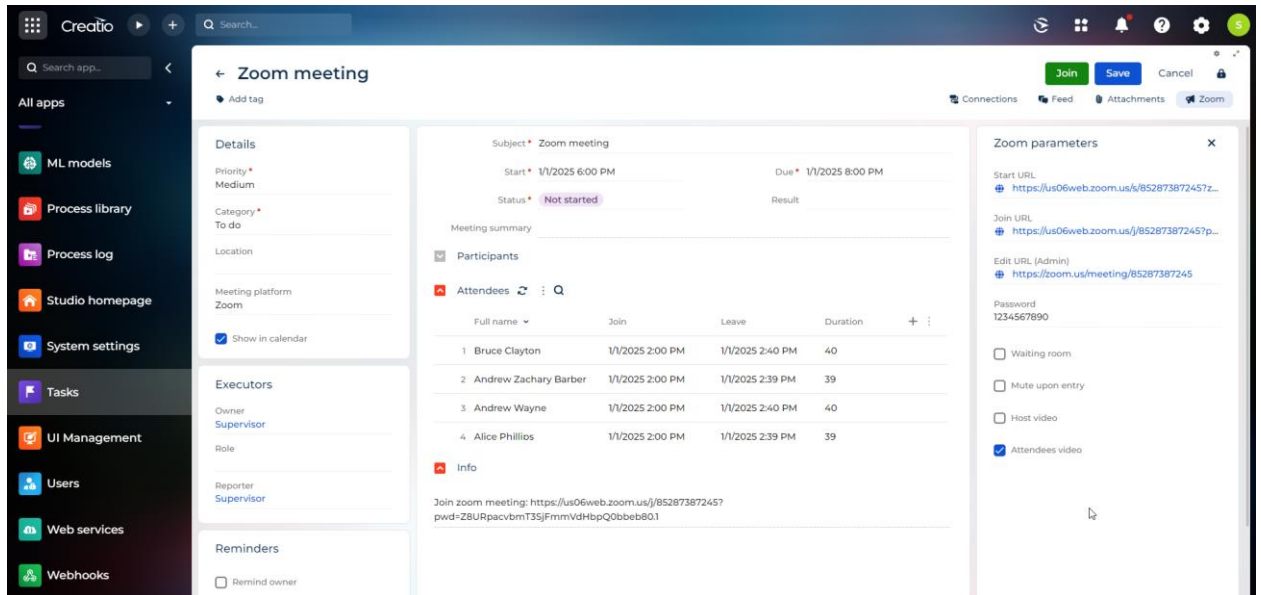 Creatio
Search...
S
Search app...
All apps
ML models
Process library
Process log
Studio homepage
System settings
Tasks
UI Management
Users
Web services
Webhooks
Zoom meeting
Join
Save
Cancel
Add tag
Connections
Feed
Attachments
Zoom
Details
Priority*
Medium
Category*
To do
Location
Meeting platform
Zoom
Show in calendar
Executors
Owner
Supervisor
Role
Reporter
Supervisor
Reminders
Remind owner
Subject* Zoom meeting
Start* 1/1/2025 6:00 PM Due* 1/1/2025 8:00 PM
Status* Not started Result
Meeting summary
Participants
Attendees
Full name Join Leave Duration
1 Bruce Clayton 1/1/2025 2:00 PM 1/1/2025 2:40 PM 40
2 Andrew Zachary Barber 1/1/2025 2:00 PM 1/1/2025 2:39 PM 39
3 Andrew Wayne 1/1/2025 2:00 PM 1/1/2025 2:40 PM 40
4 Alice Phillios 1/1/2025 2:00 PM 1/1/2025 2:39 PM 39
Info
Join zoom meeting: https://us06web.zoom.us/j/85287387245?
pwd=Z8URpacvbmT3SjFmmVdHbpQ0bbeb80.1
Zoom parameters
Start URL
https://us06web.zoom.us/s/85287387245?z...
Join URL
https://us06web.zoom.us/j/85287387245?p...
Edit URL (Admin)
https://zoom.us/meeting/85287387245
Password
1234567890
Waiting room
Mute upon entry
Host video
Attendees video